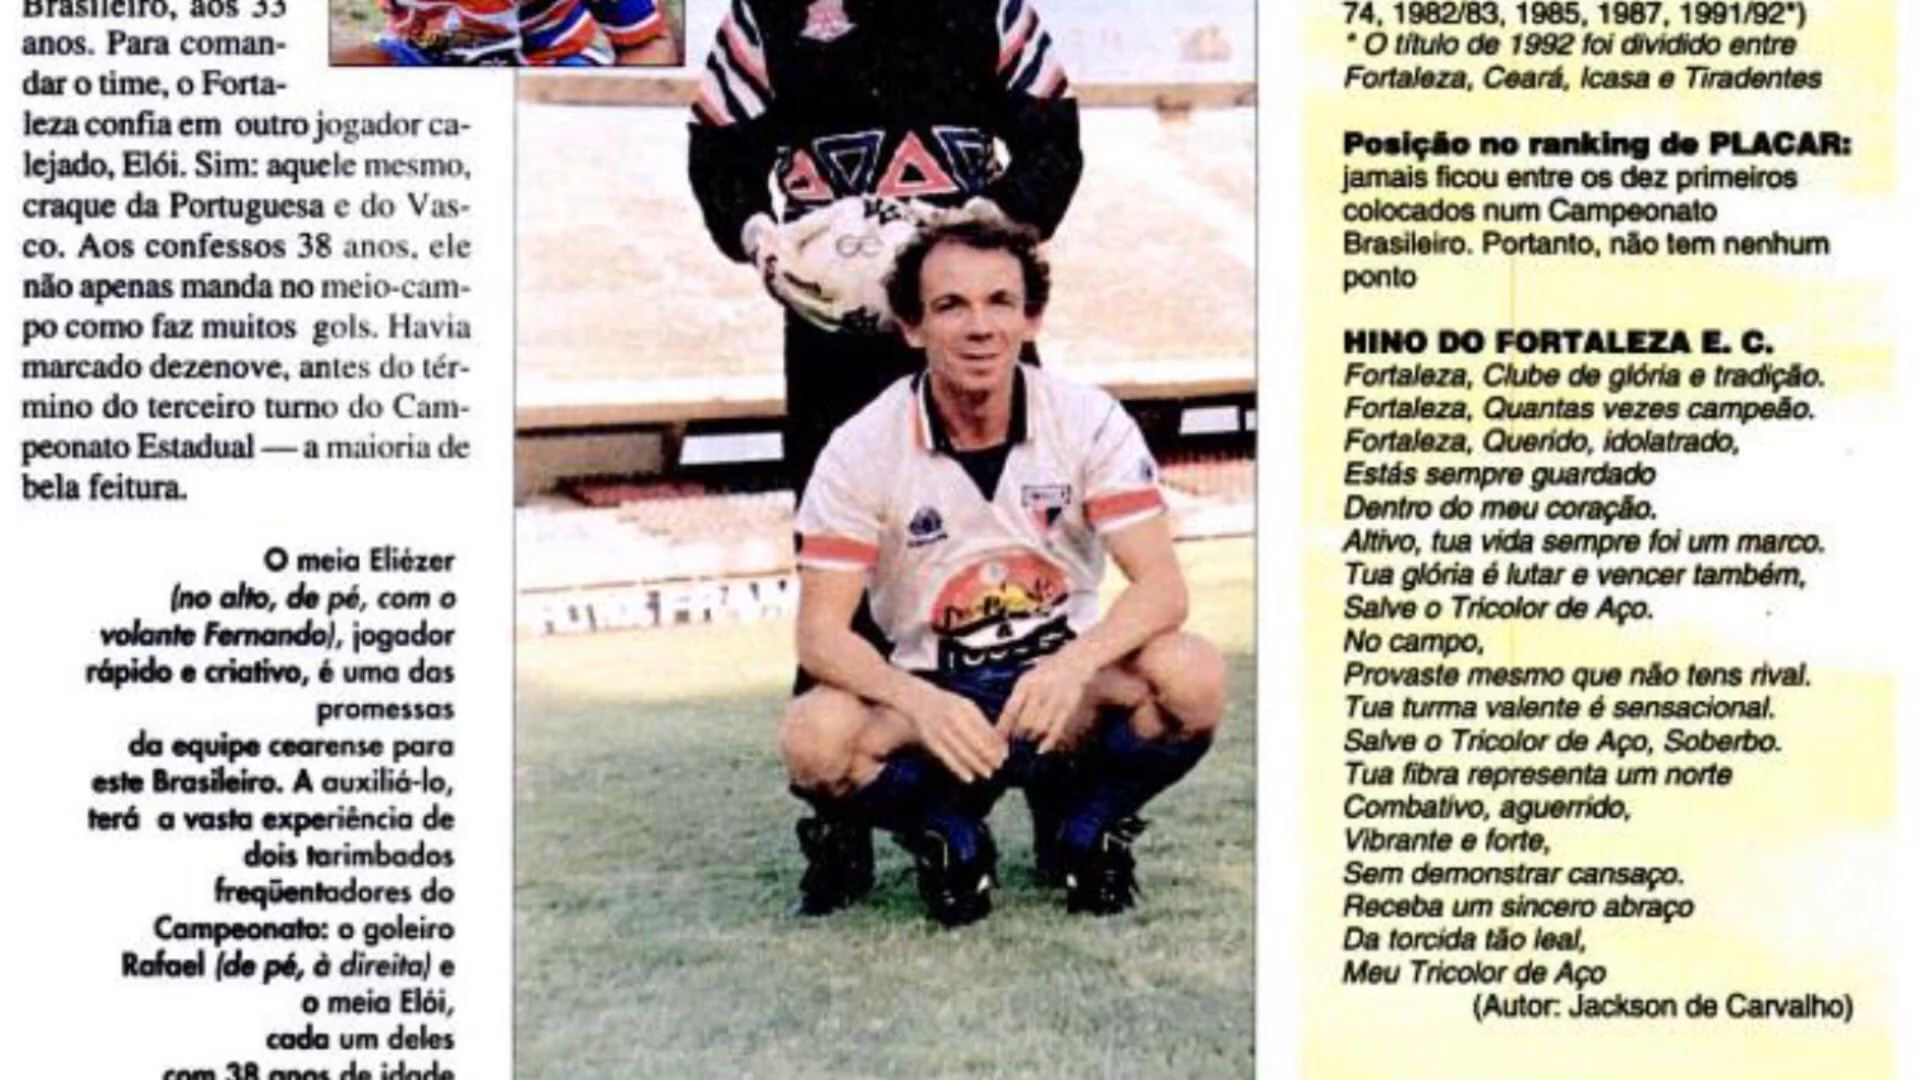 Brasileiro, aos 33
anos. Para coman-
dar o time, o Forta-
leza confia em outro jogador ca-
lejado, Elói. Sim: aquele mesmo,
craque da Portuguesa e do Vas-
co. Aos confessos 38 anos, ele
não apenas manda no meio-cam-
po como faz muitos gols. Havia
marcado dezenove, antes do tér-
mino do terceiro turno do Cam-
peonato Estadual — a maioria de
bela feitura.
O meia Eliézer
(no alto, de pé, com o
volante Fernando), jogador
rápido e criativo, é uma das
promessas
da equipe cearense para
este Brasileiro. A auxiliá-lo,
terá a vasta experiência de
dois tarimbados
freqüentadores do
Campeonato: o goleiro
Rafael (de pé, à direita) e
o meia Elói,
cada um deles
com 38 anos de idade
74, 1982/83, 1985, 1987, 1991/92*)
* O título de 1992 foi dividido entre
Fortaleza, Ceará, Icasa e Tiradentes
Posição no ranking de PLACAR:
jamais ficou entre os dez primeiros
colocados num Campeonato
Brasileiro. Portanto, não tem nenhum
ponto
HINO DO FORTALEZA E. C.
Fortaleza, Clube de glória e tradição.
Fortaleza, Quantas vezes campeão.
Fortaleza, Querido, idolatrado,
Estás sempre guardado
Dentro do meu coração.
Altivo, tua vida sempre foi um marco.
Tua glória é lutar e vencer também,
Salve o Tricolor de Aço.
No campo,
Provaste mesmo que não tens rival.
Tua turma valente é sensacional.
Salve o Tricolor de Aço, Soberbo.
Tua fibra representa um norte
Combativo, aguerrido,
Vibrante e forte,
Sem demonstrar cansaço.
Receba um sincero abraço
Da torcida tão leal,
Meu Tricolor de Aço
(Autor: Jackson de Carvalho)